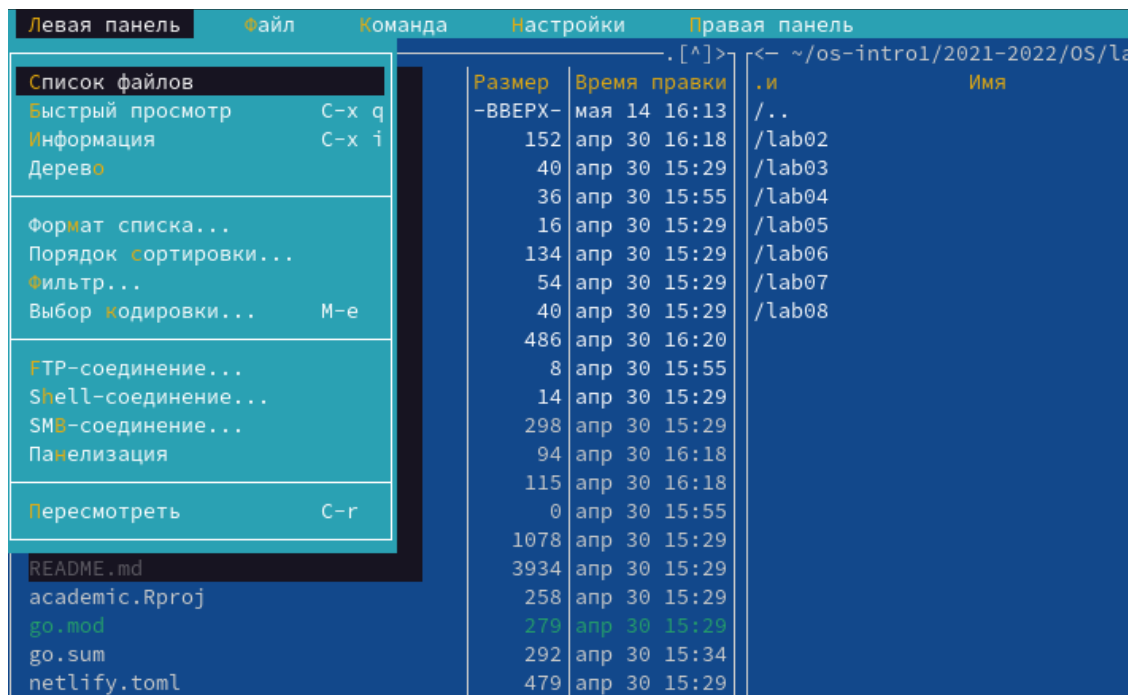 Левая панель Файл Команда Настройки Правая панель
.[^]>
<— ~/os-intro1/2021-2022/OS/la
Список файлов
Быстрый просмотр C-x q
Информация C-x i
Дерево
Формат списка...
Порядок сортировки...
Фильтр...
Выбор кодировки... M-e
FTP-соединение...
Shell-соединение...
SMB-соединение...
Панелизация
Пересмотреть C-r
Размер Время правки
-ВВЕРХ- мая 14 16:13
152 апр 30 16:18
40 апр 30 15:29
36 апр 30 15:55
16 апр 30 15:29
134 апр 30 15:29
54 апр 30 15:29
40 апр 30 15:29
486 апр 30 16:20
8 апр 30 15:55
14 апр 30 15:29
298 апр 30 15:29
94 апр 30 16:18
115 апр 30 16:18
0 апр 30 15:55
1078 апр 30 15:29
README.md 3934 апр 30 15:29
academic.Rproj 258 апр 30 15:29
go.mod 279 апр 30 15:29
go.sum 292 апр 30 15:34
netlify.toml 479 апр 30 15:29
.и Имя
/..
/lab02
/lab03
/lab04
/lab05
/lab06
/lab07
/lab08